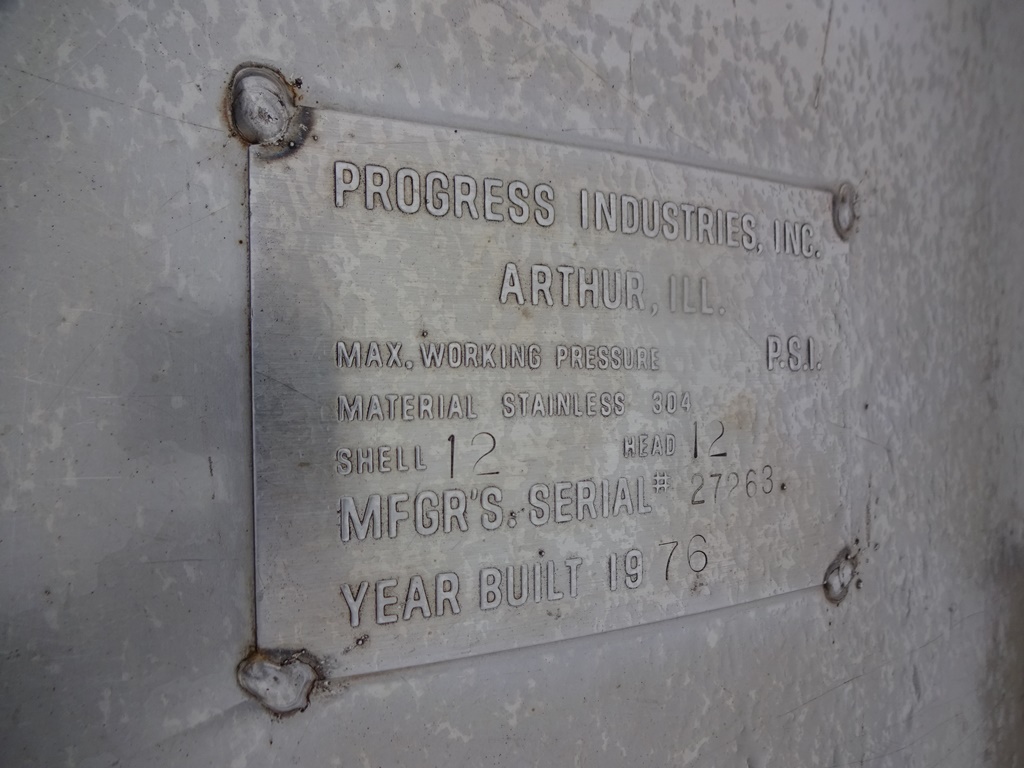 PROGRESS INDUSTRIES, INC.
ARTHUR, ILL.
MAX. WORKING PRESSURE P.S.I.
MATERIAL STAINLESS 304
SHELL 12 HEAD 12
MFGR'S. SERIAL # 27263
YEAR BUILT 1976